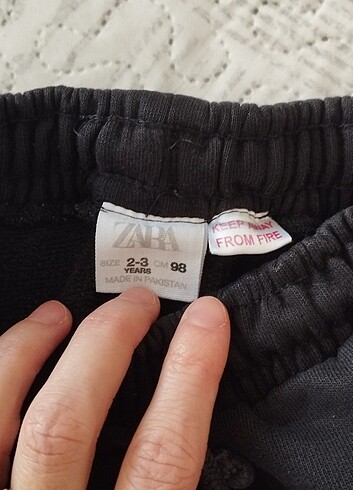 ZARA
SIZE 2-3 CM 98
YEARS
MADE IN PAKISTAN
KEEP AWAY
FROM FIRE